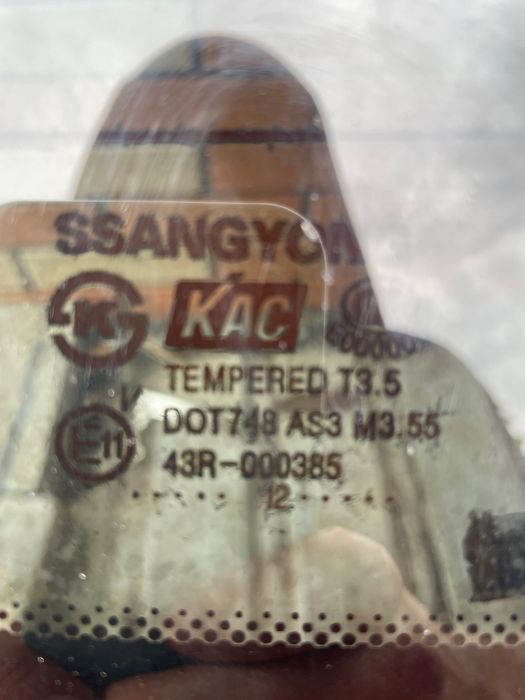 SSANGYON
K KAC
TEMPERED T3.5
DOT748 AS3 M3.55
E11 43R-000385
•••••12•••••